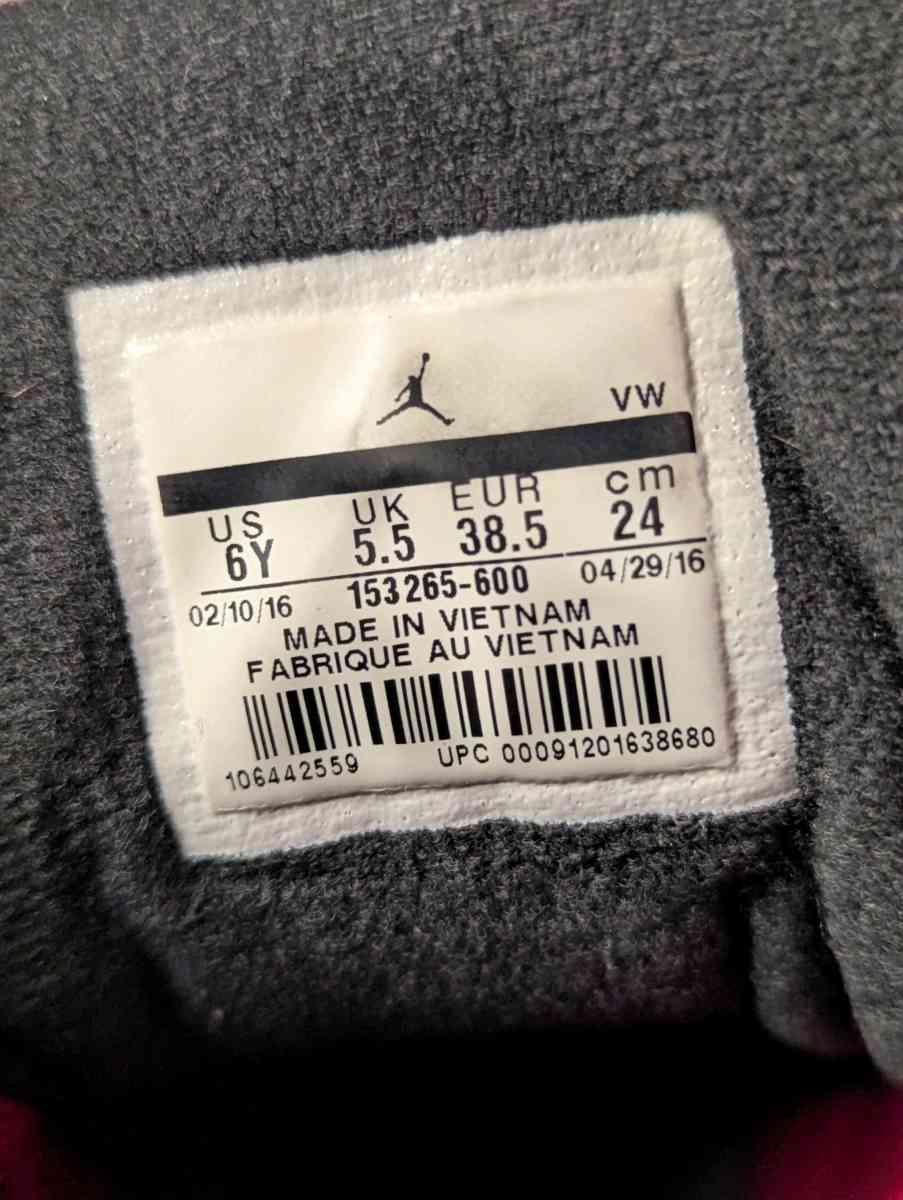 VW
US UK EUR cm
6Y 5.5 38.5 24
02/10/16 153265-600 04/29/16
MADE IN VIETNAM
FABRIQUE AU VIETNAM
106442559 UPC 00091201638680